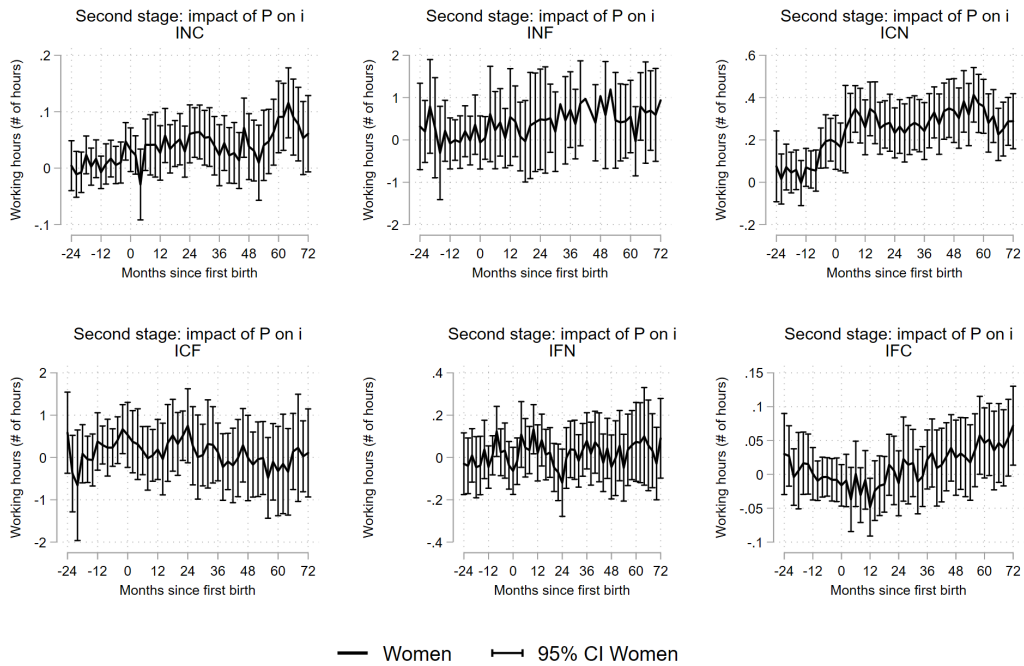 Second stage: impact of P on i
INC
Working hours (# of hours)
.2
.1
0
-.1
-24 -12 0 12 24 36 48 60 72
Months since first birth
Second stage: impact of P on i
INF
Working hours (# of hours)
2
1
0
-1
2
-24 -12 0 12 24 36 48 60 72
Months since first birth
Second stage: impact of P on i
ICN
Working hours (# of hours)
.6
.4
.2
0
-.2
-24 -12 0 12 24 36 48 60 72
Months since first birth
Second stage: impact of P on i
ICF
Working hours (# of hours)
2
1
0
-1
-2
-24 -12 0 12 24 36 48 60 72
Months since first birth
Second stage: impact of P on i
IFN
Working hours (# of hours)
.4
.2
0
-.2
-.4
-24 -12 0 12 24 36 48 60 72
Months since first birth
Second stage: impact of P on i
IFC
Working hours (# of hours)
.15
.1
.05
0
-.05
-.1
-24 -12 0 12 24 36 48 60 72
Months since first birth
Women 95% CI Women